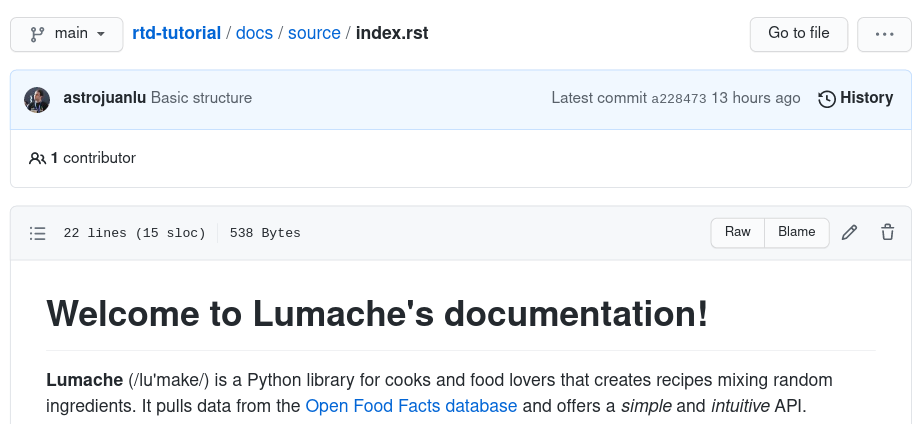 main rtd-tutorial / docs / source / index.rst Go to file ...
astrojuanlu Basic structure Latest commit a228473 13 hours ago History
1 contributor
22 lines (15 sloc) 538 Bytes Raw Blame
Welcome to Lumache's documentation!
Lumache (/lu'make/) is a Python library for cooks and food lovers that creates recipes mixing random
ingredients. It pulls data from the Open Food Facts database and offers a simple and intuitive API.